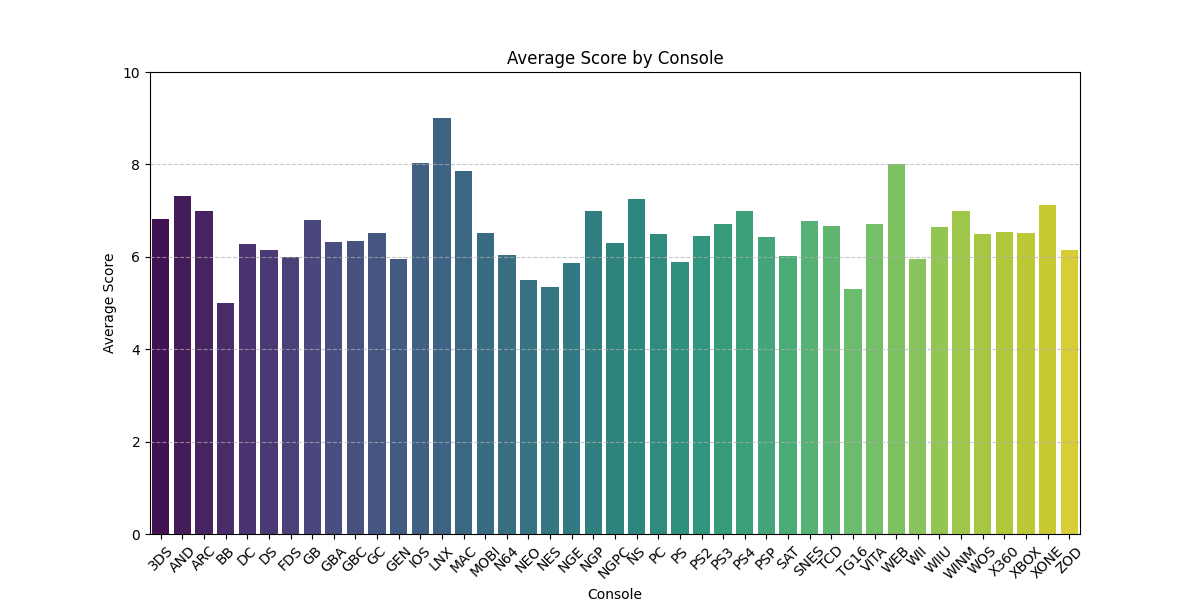 Average Score by Console
Average Score
10
8
6
4
2
0
3DS AND ARC BB DC DS FDS GB GBA GBC GC GEN IOS LNX MAC MOBI N64 NEO NES NGE NGP NGPC NS PC PS PS2 PS3 PS4 PSP SAT SNES TCD TG16 VITA WEB WII WIIU WINM WOS X360 XBOX XONE ZOD
Console